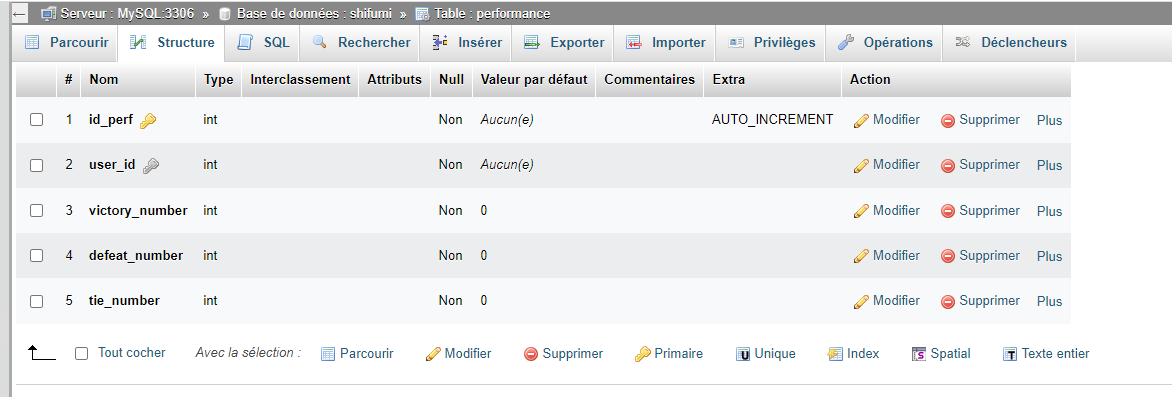 Serveur : MySQL:3306 » Base de données : shifumi » Table : performance
Parcourir Structure SQL Rechercher Insérer Exporter Importer Privilèges Opérations Déclencheurs
# Nom Type Interclassement Attributs Null Valeur par défaut Commentaires Extra Action
1 id_perf int Non Aucun(e) AUTO_INCREMENT Modifier Supprimer Plus
2 user_id int Non Aucun(e) Modifier Supprimer Plus
3 victory_number int Non 0 Modifier Supprimer Plus
4 defeat_number int Non 0 Modifier Supprimer Plus
5 tie_number int Non 0 Modifier Supprimer Plus
Tout cocher Avec la sélection : Parcourir Modifier Supprimer Primaire Unique Index Spatial Texte entier